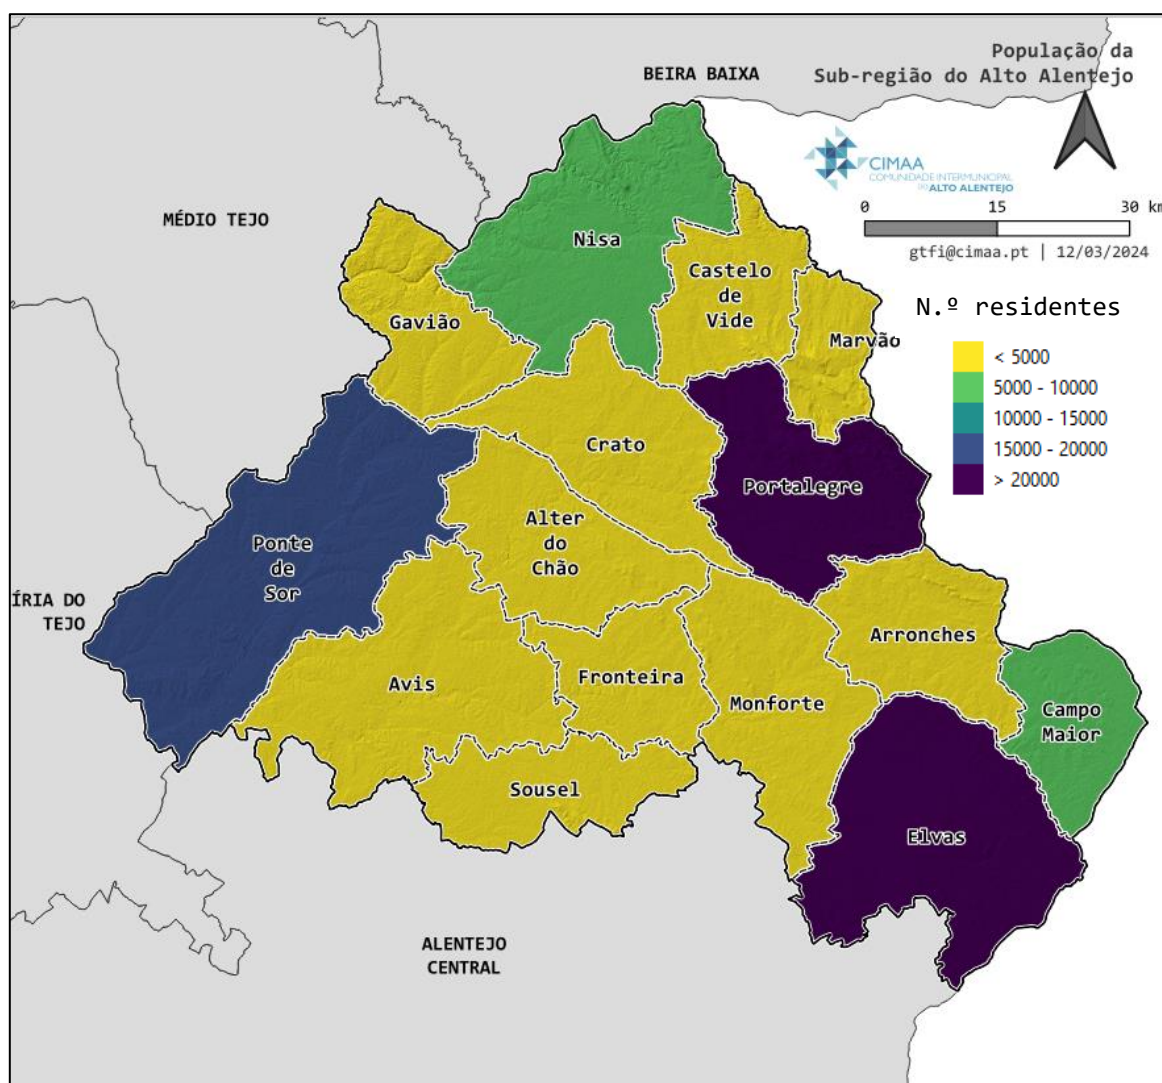 População da
Sub-região do Alto Alentejo
BEIRA BAIXA
CIMAA
COMUNIDADE INTERMUNICIPAL
DO ALTO ALENTEJO
0 15 30 km
gtfi@cimaa.pt | 12/03/2024
MÉDIO TEJO
Nisa
Castelo
de
Vide
Gavião
Marvão
N.º residentes
< 5000
5000 - 10000
10000 - 15000
15000 - 20000
> 20000
Crato
Portalegre
Alter
do
Chão
Ponte
de
Sor
ÍRIA DO
TEJO
Arronches
Avis
Fronteira
Monforte
Campo
Maior
Sousel
Elvas
ALENTEJO
CENTRAL